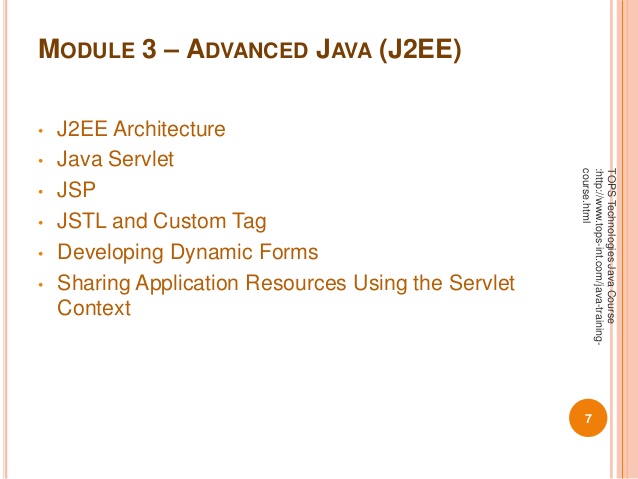 MODULE 3 – ADVANCED JAVA (J2EE)
• J2EE Architecture
• Java Servlet
• JSP
• JSTL and Custom Tag
• Developing Dynamic Forms
• Sharing Application Resources Using the Servlet
Context
TOPS Technologies Java Course
:http://www.tops-int.com/java-training-
course.html
7